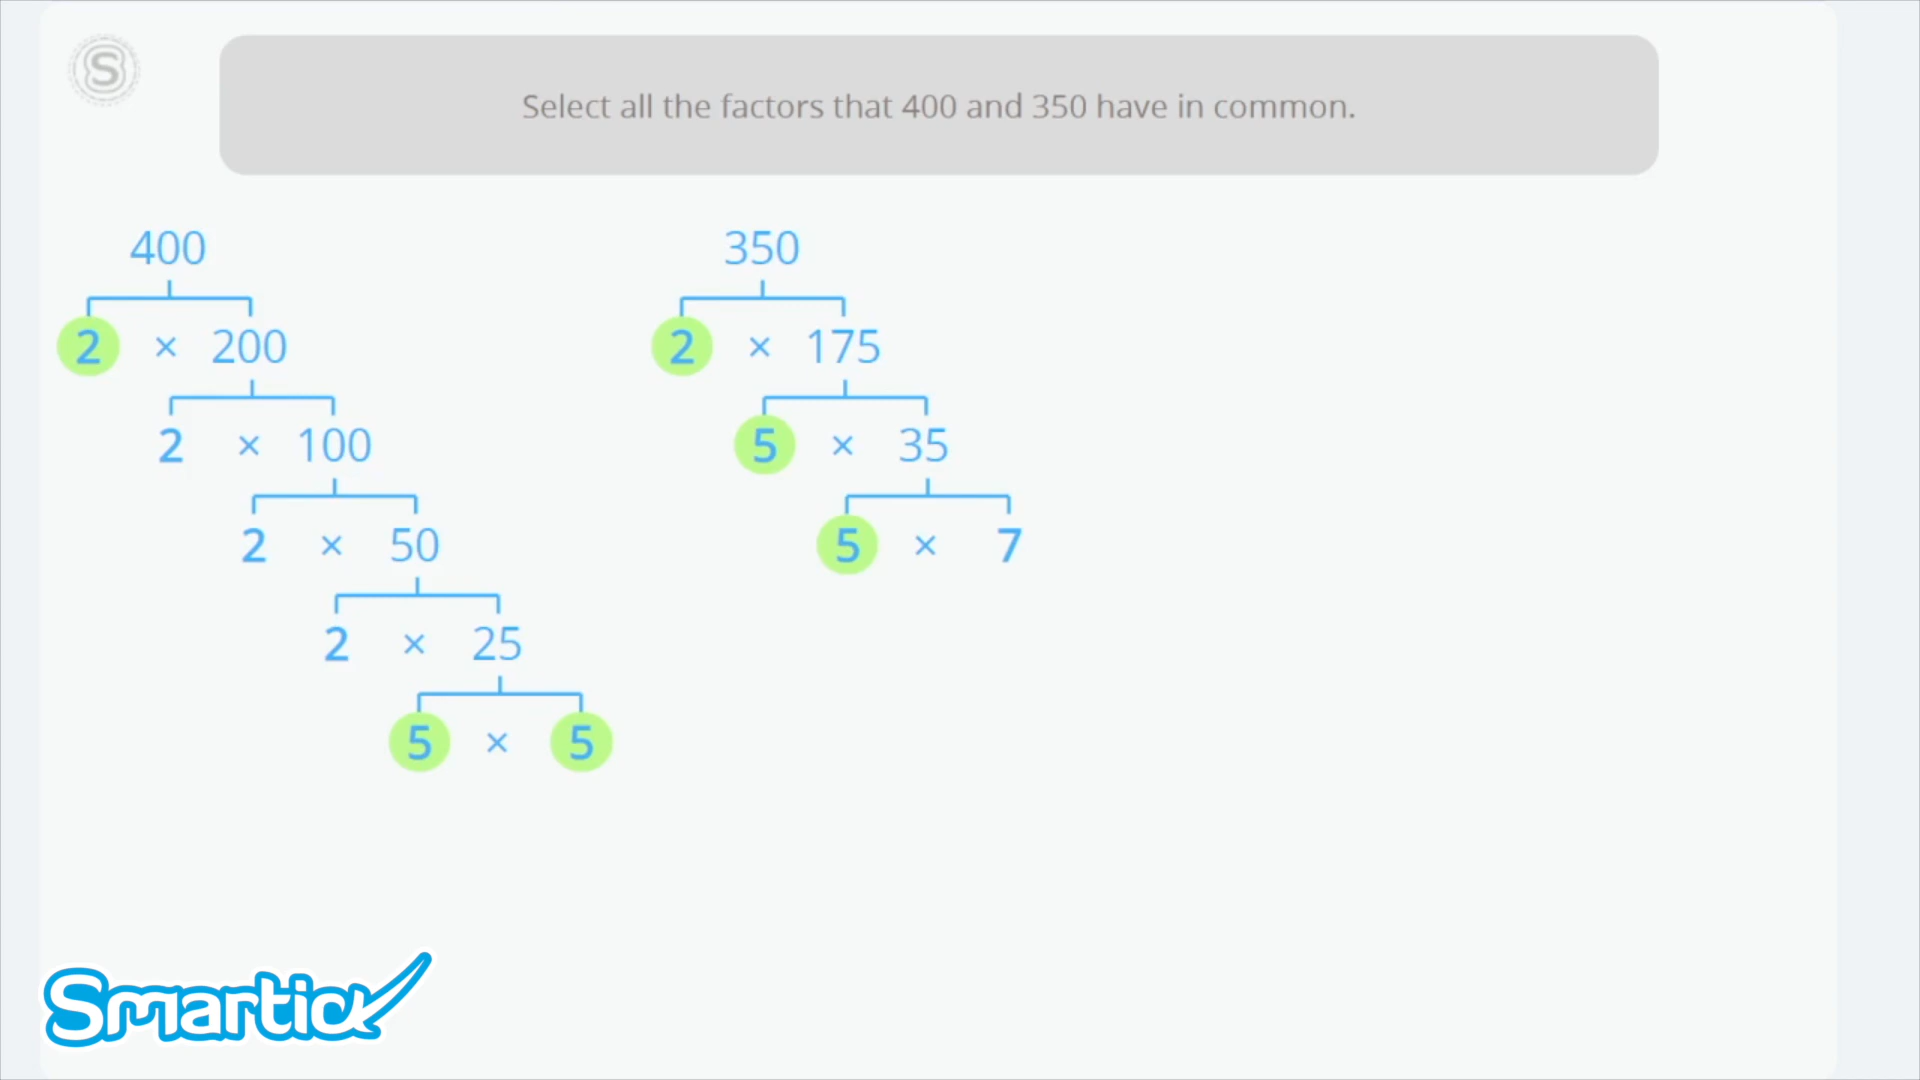 S
Select all the factors that 400 and 350 have in common.
400
2 × 200
2 × 100
2 × 50
2 × 25
5 × 5
350
2 × 175
5 × 35
5 × 7
Smartick